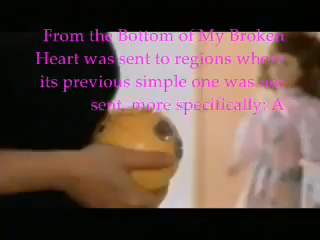 From the Bottom of My Broken
Heart was sent to regions where
its previous simple one was not
sent, more specifically: A